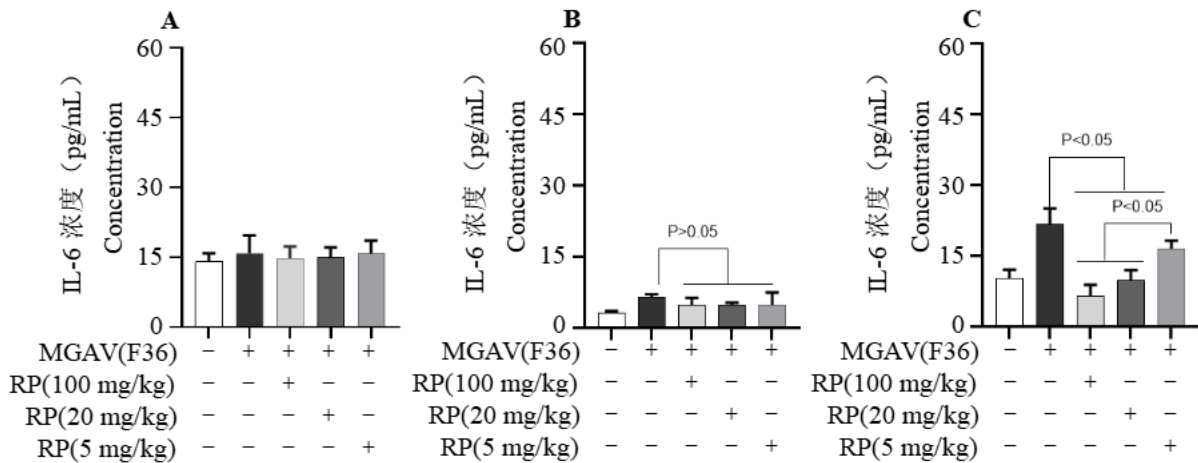 A
IL-6 浓度（pg/mL）
Concentration
60
45
30
15
0
MGAV(F36) − + + + +
RP(100 mg/kg) − − + − −
RP(20 mg/kg) − − − + −
RP(5 mg/kg) − − − − +
B
IL-6 浓度（pg/mL）
Concentration
60
45
30
15
0
P>0.05
MGAV(F36) − + + + +
RP(100 mg/kg) − − + − −
RP(20 mg/kg) − − − + −
RP(5 mg/kg) − − − − +
C
IL-6 浓度（pg/mL）
Concentration
60
45
30
15
0
P<0.05
P<0.05
MGAV(F36) − + + + +
RP(100 mg/kg) − − + − −
RP(20 mg/kg) − − − + −
RP(5 mg/kg) − − − − +